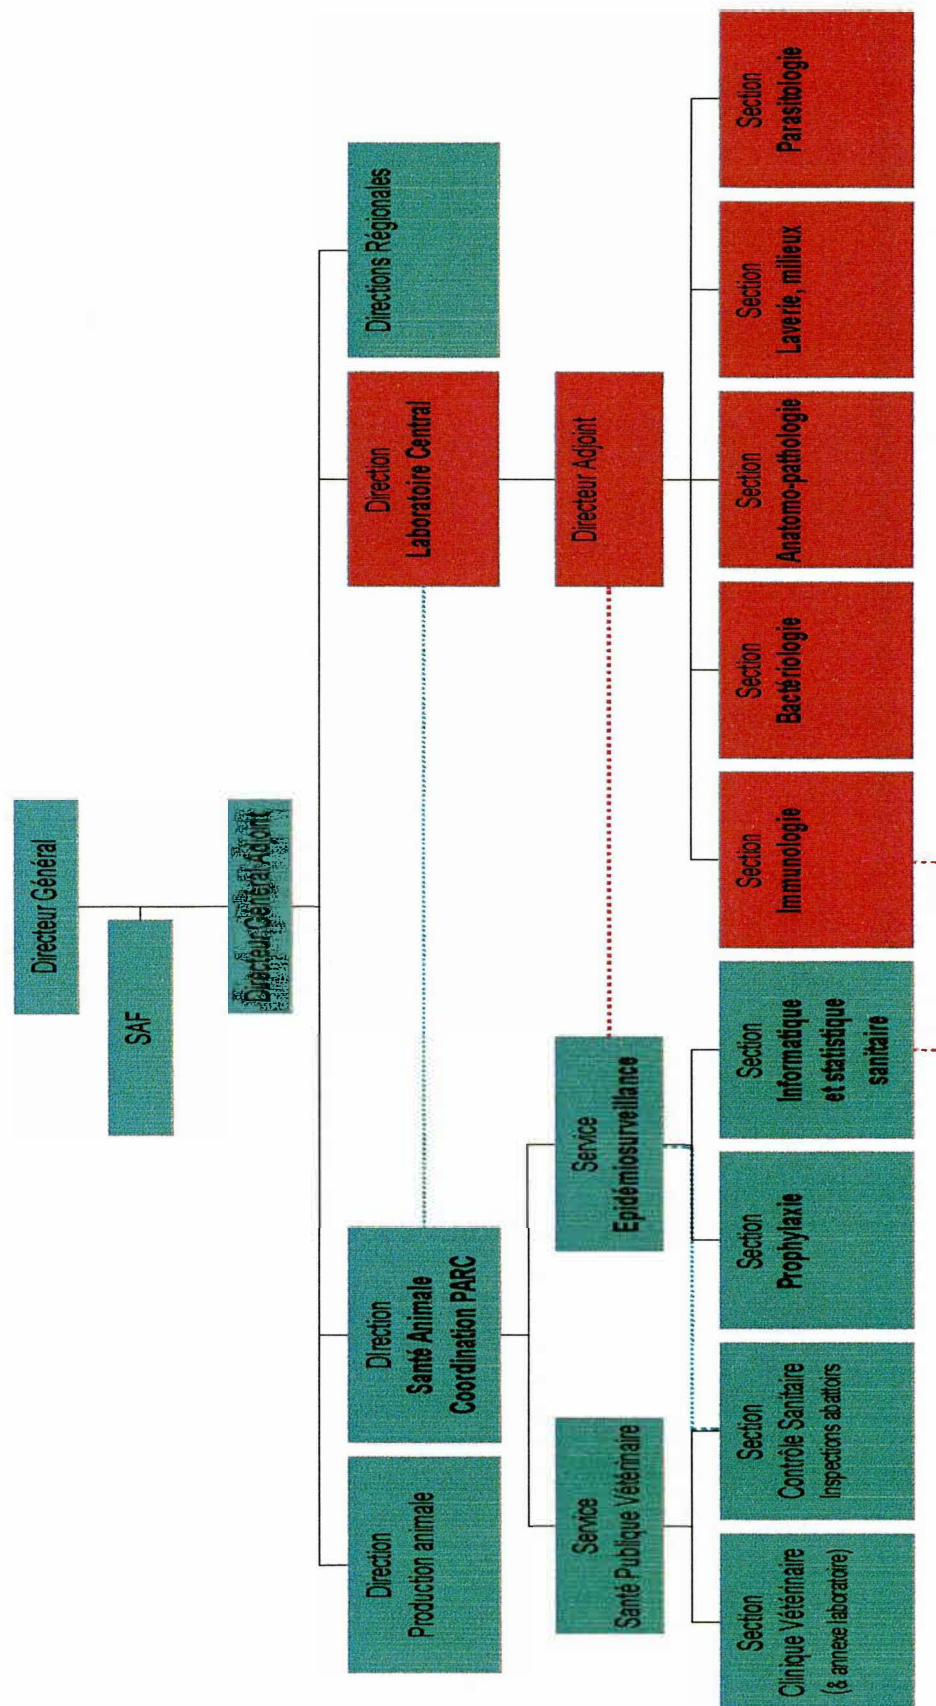 Directeur Général
SAF
Directeur Général Adjoint
DIrection
Production animale
DIrection
Santé Animale
Coordination PARC
Direction
Laboratoire Central
Directions Régionales
Service
Santé Publique Vétérinaire
Service
Epidémiosurveillance
Directeur Adjoint
Section
Clinique Vétérinaire
(& annexe laboratoire)
Section
Contrôle Sanitaire
Inspections abattoirs
Section
Prophylaxie
Section
Informatique
et statistique
sanitaire
Section
Immunologie
Section
Bactériologie
Section
Anatomo-pathologie
Section
Laverie, milieux
Section
Parasitologie